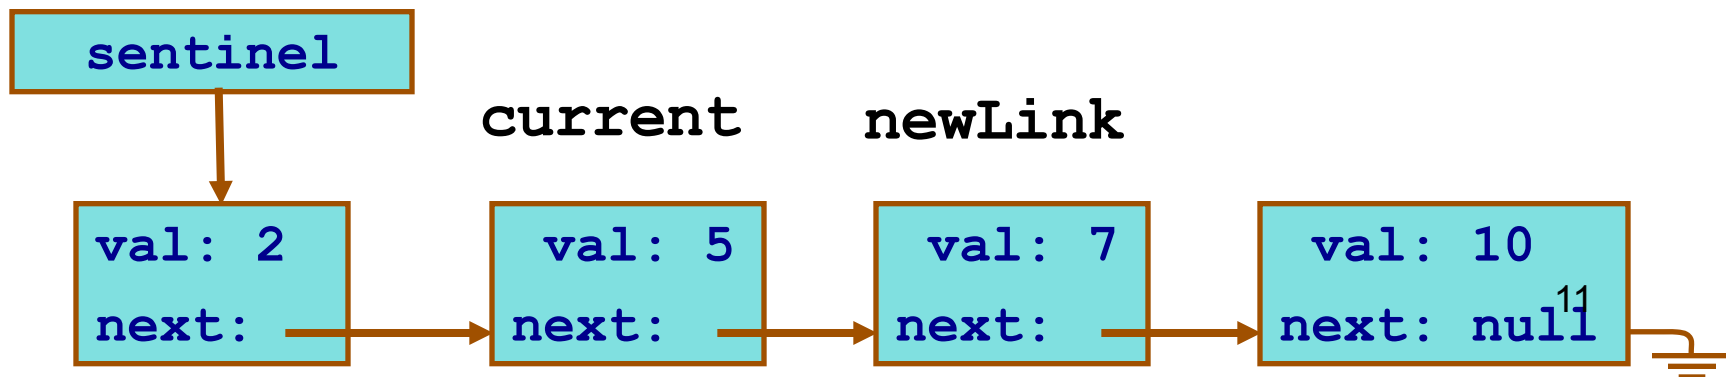 sentinel
current
newLink
val: 2
next:
val: 5
next:
val: 7
next:
val: 10
next: null
11